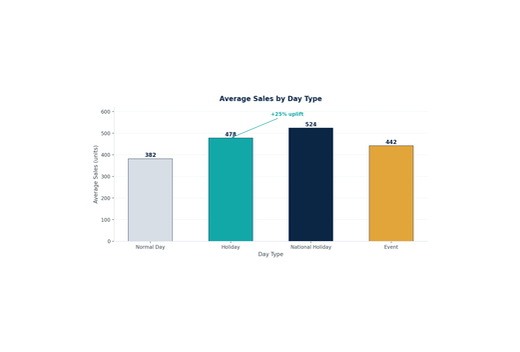 Average Sales by Day Type
+25% uplift
600
500
400
300
200
100
0
Average Sales (units)
382
478
524
442
Normal Day
Holiday
National Holiday
Event
Day Type